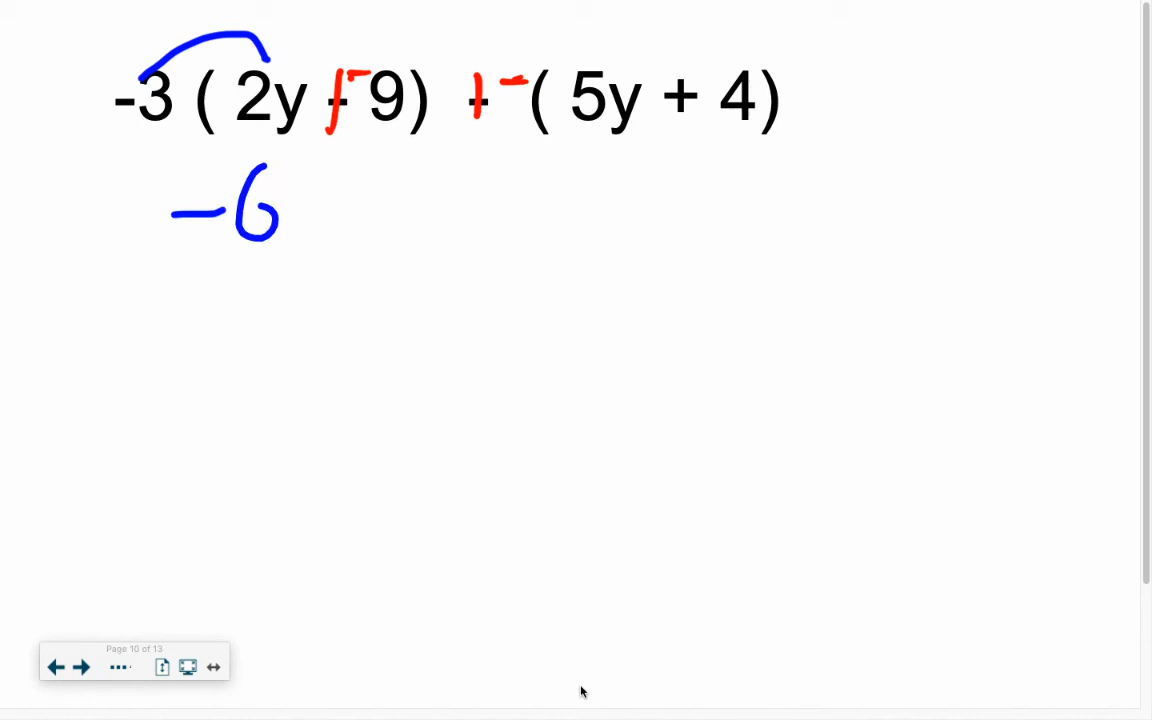 -3 ( 2y + -9) + -( 5y + 4)
-6
Page 10 of 13